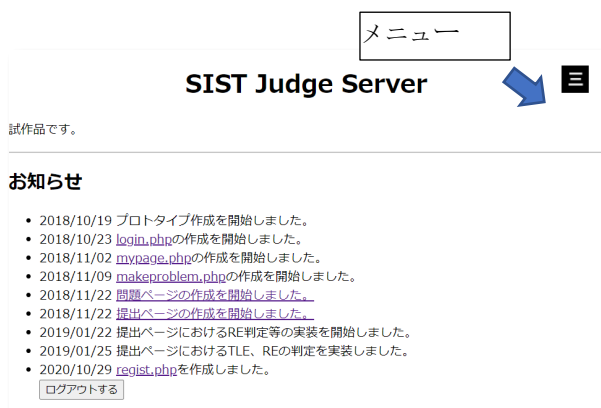 メニュー
SIST Judge Server
試作品です。
お知らせ
2018/10/19 プロトタイプ作成を開始しました。
2018/10/23 login.phpの作成を開始しました。
2018/11/02 mypage.phpの作成を開始しました。
2018/11/09 makeproblem.phpの作成を開始しました。
2018/11/22 問題ページの作成を開始しました。
2018/11/22 提出ページの作成を開始しました。
2019/01/22 提出ページにおけるRE判定等の実装を開始しました。
2019/01/25 提出ページにおけるTLE、REの判定を実装しました。
2020/10/29 regist.phpを作成しました。
ログアウトする